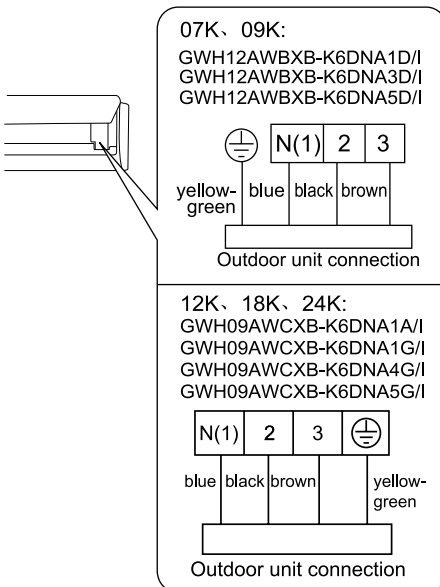 07K、09K:
GWH12AWBXB-K6DNA1D/I
GWH12AWBXB-K6DNA3D/I
GWH12AWBXB-K6DNA5D/I
N(1) 2 3
yellow-
green blue black brown
Outdoor unit connection
12K、18K、24K:
GWH09AWCXB-K6DNA1A/I
GWH09AWCXB-K6DNA1G/I
GWH09AWCXB-K6DNA4G/I
GWH09AWCXB-K6DNA5G/I
N(1) 2 3
blue black brown yellow-
green
Outdoor unit connection